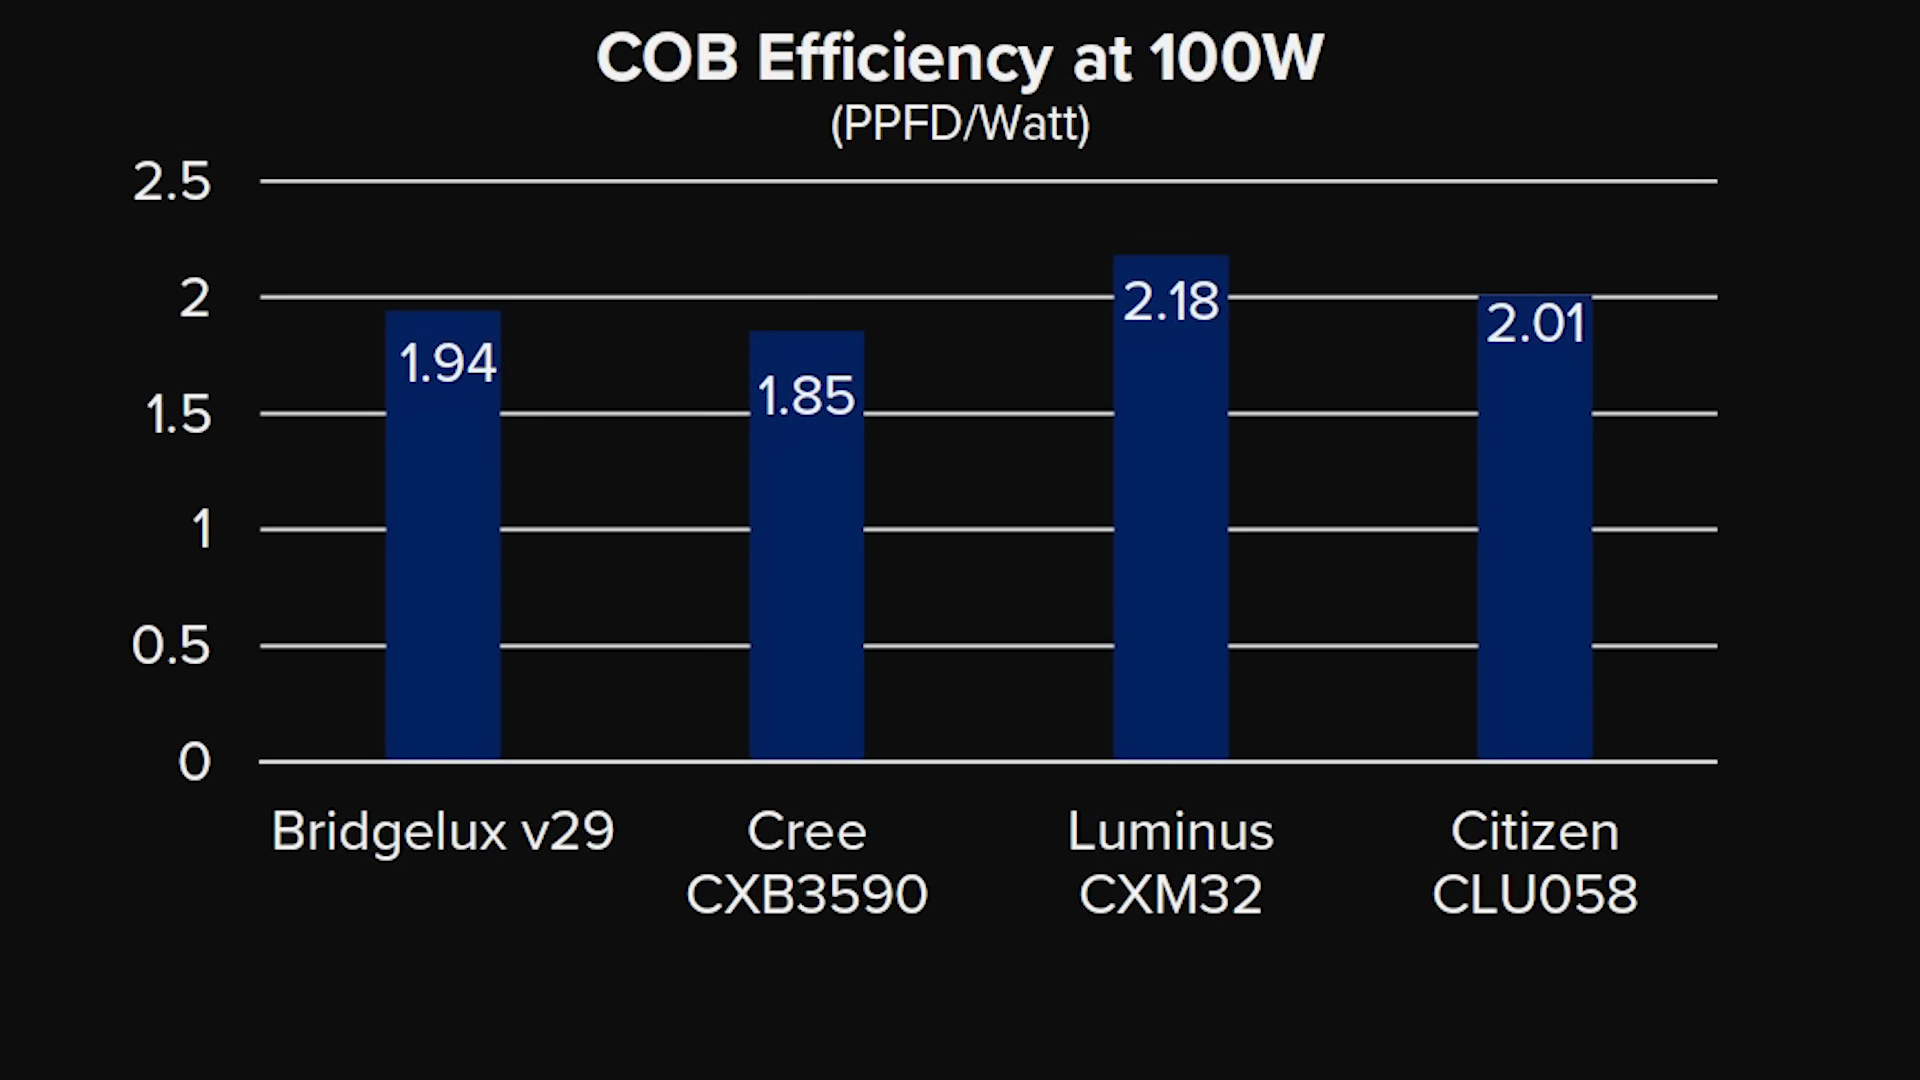 COB Efficiency at 100W
(PPFD/Watt)
2.5
2
1.5
1
0.5
0
1.94
1.85
2.18
2.01
Bridgelux v29
Cree
CXB3590
Luminus
CXM32
Citizen
CLU058